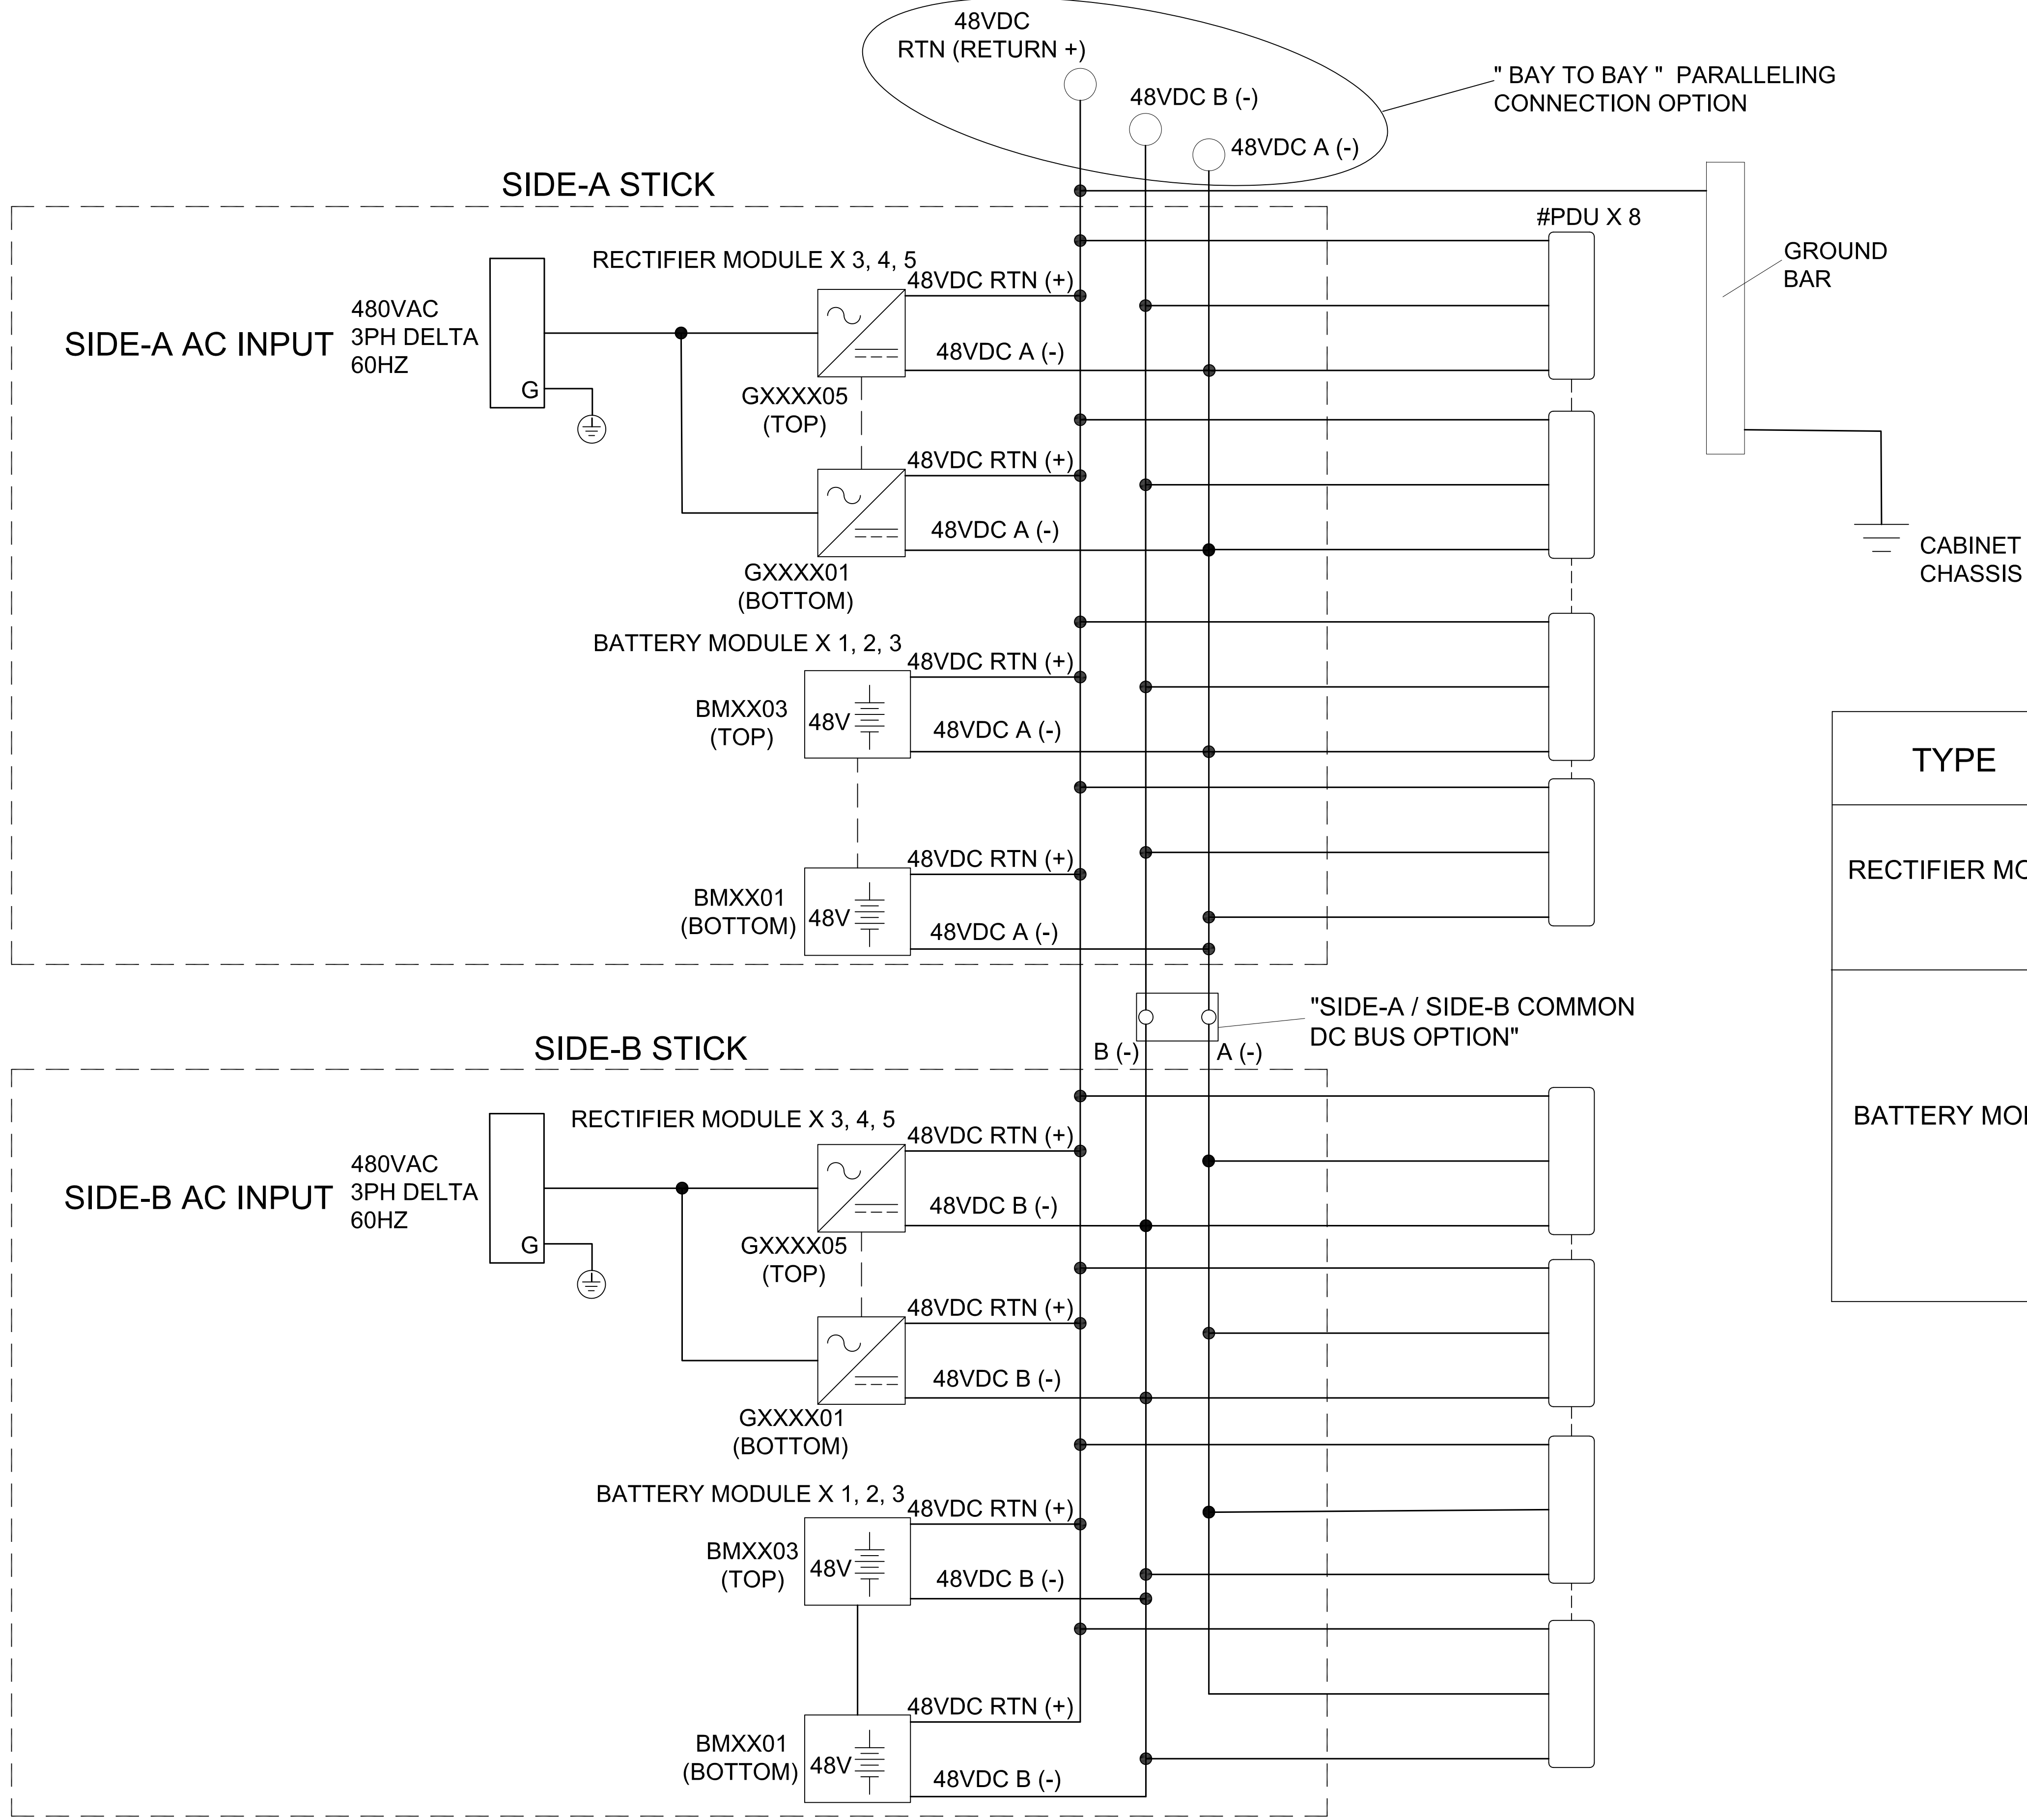 48VDC
RTN (RETURN +)
48VDC B (-)
48VDC A (-)
" BAY TO BAY "  PARALLELING
CONNECTION OPTION
SIDE-A STICK
#PDU X 8
GROUND
BAR
RECTIFIER MODULE X 3, 4, 5
48VDC RTN (+)
SIDE-A AC INPUT
480VAC
3PH DELTA
60HZ
G
48VDC A (-)
GXXXX05
(TOP)
48VDC RTN (+)
48VDC A (-)
GXXXX01
(BOTTOM)
CABINET
CHASSIS
BATTERY MODULE X 1, 2, 3
48VDC RTN (+)
BMXX03
(TOP)
48V
48VDC A (-)
TYPE
48VDC RTN (+)
BMXX01
(BOTTOM)
48V
48VDC A (-)
RECTIFIER MO
"SIDE-A / SIDE-B COMMON
DC BUS OPTION"
B (-)
A (-)
SIDE-B STICK
RECTIFIER MODULE X 3, 4, 5
48VDC RTN (+)
SIDE-B AC INPUT
480VAC
3PH DELTA
60HZ
G
48VDC B (-)
GXXXX05
(TOP)
BATTERY MO
48VDC RTN (+)
48VDC B (-)
GXXXX01
(BOTTOM)
BATTERY MODULE X 1, 2, 3
48VDC RTN (+)
BMXX03
(TOP)
48V
48VDC B (-)
48VDC RTN (+)
BMXX01
(BOTTOM)
48V
48VDC B (-)